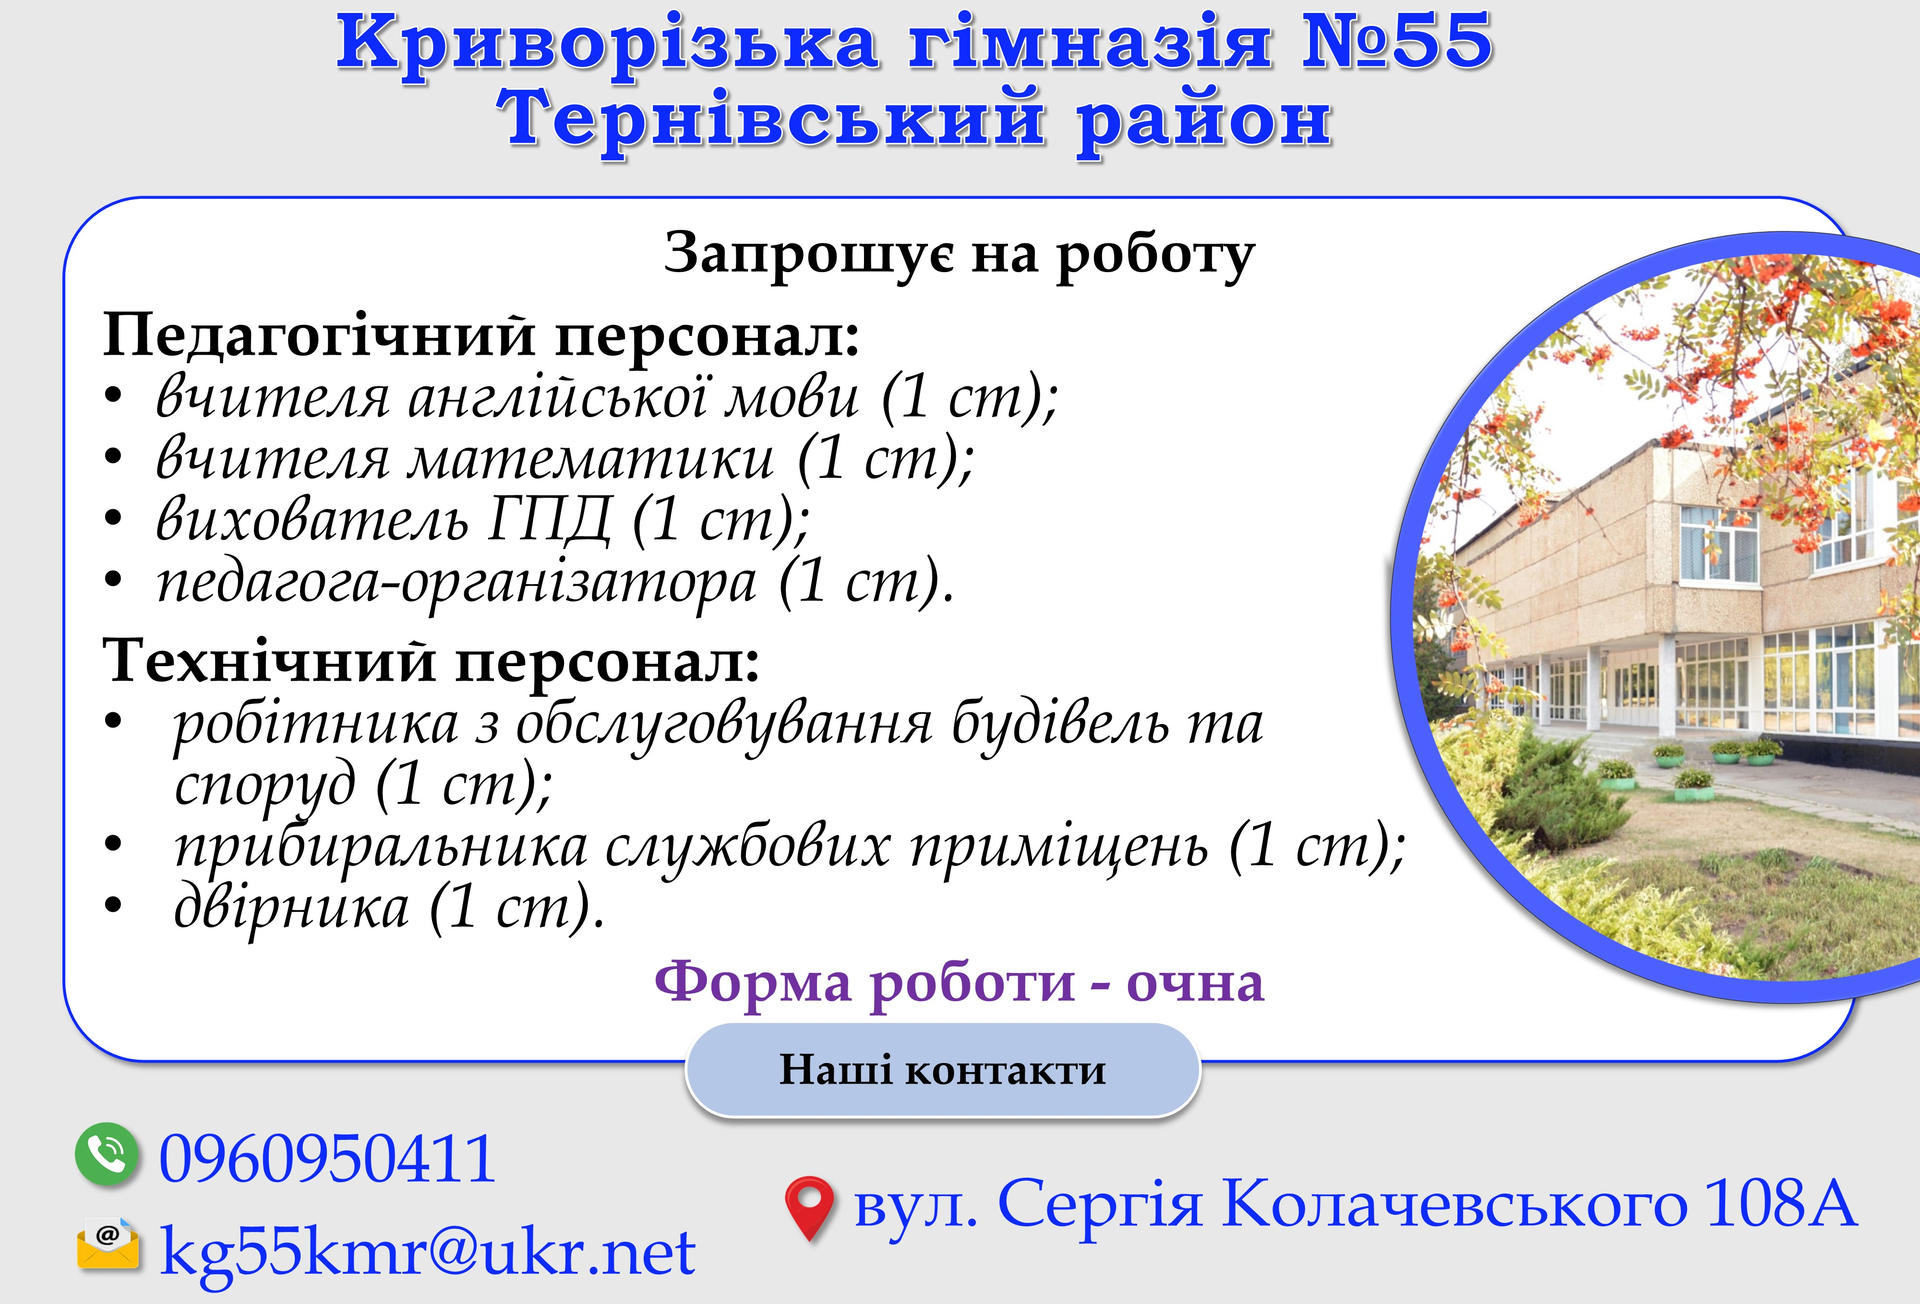 Криворізька гімназія №55
Тернівський район
Запрошує на роботу
Педагогічний персонал:
• вчителя англійської мови (1 ст);
• вчителя математики (1 ст);
• вихователь ГПД (1 ст);
• педагога-організатора (1 ст).
Технічний персонал:
• робітника з обслуговування будівель та
споруд (1 ст);
• прибиральника службових приміщень (1 ст);
• двірника (1 ст).
Форма роботи - очна
Наші контакти
0960950411
kg55kmr@ukr.net
вул. Сергія Колачевського 108А